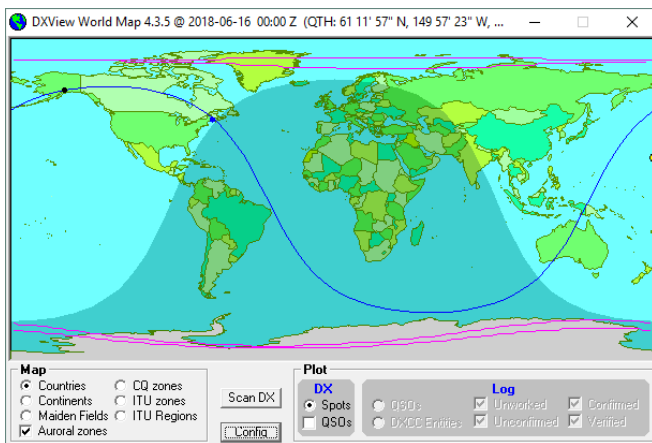 DXView World Map 4.3.5 @ 2018-06-16 00:00 Z (QTH: 61 11' 57" N, 149 57' 23" W, ...
Map
Countries CQ zones
Continents ITU zones
Maiden Fields ITU Regions
Auroral zones
Scan DX
Config
Plot
DX
Spots
QSOs
Log
QSOs Unworked Confirmed
DXCC Entities Unconfirmed Verified